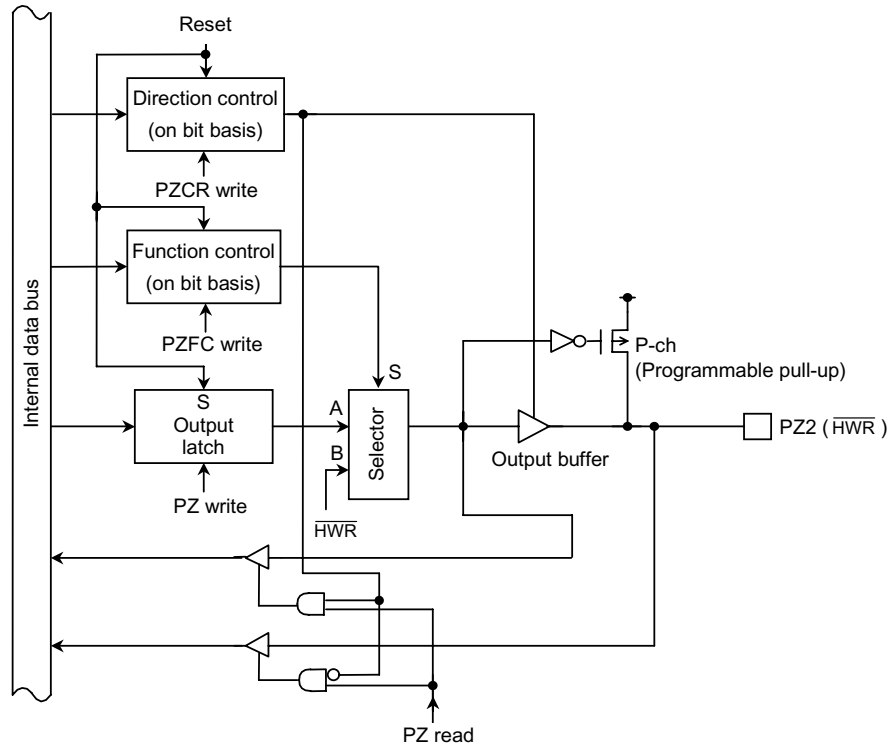 Reset
Direction control
(on bit basis)
PZCR write
Function control
(on bit basis)
PZFC write
Internal data bus
S
Output
latch
PZ write
A
B
S
Selector
HWR
Output buffer
P-ch
(Programmable pull-up)
PZ2 (HWR)
PZ read